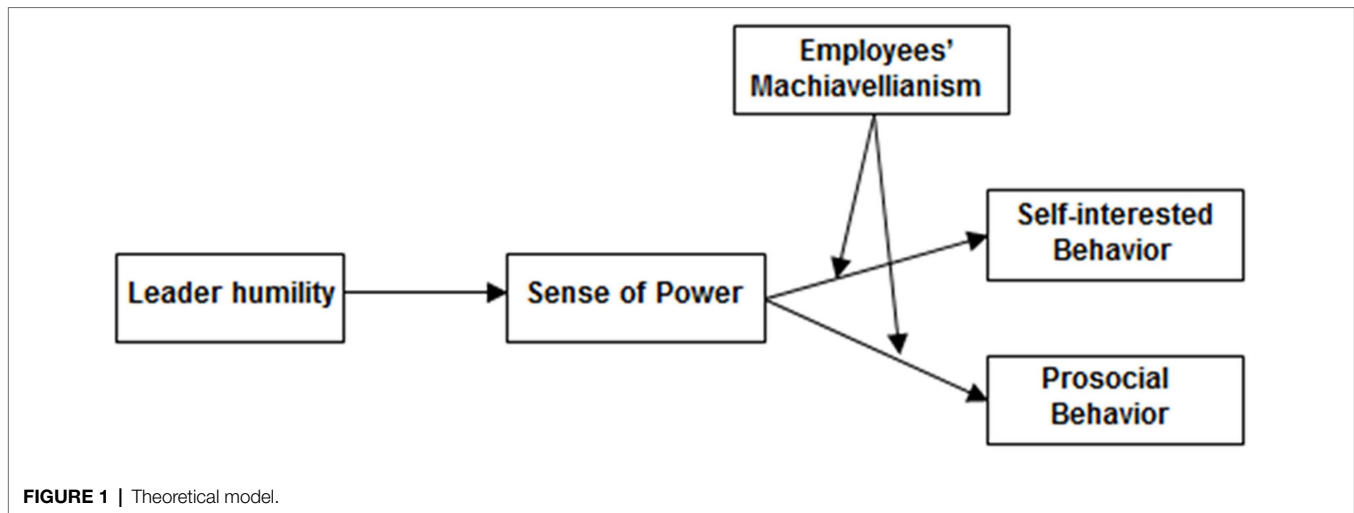 Employees'
Machiavellianism
Self-interested
Behavior
Leader humility
Sense of Power
Prosocial
Behavior
FIGURE 1 | Theoretical model.